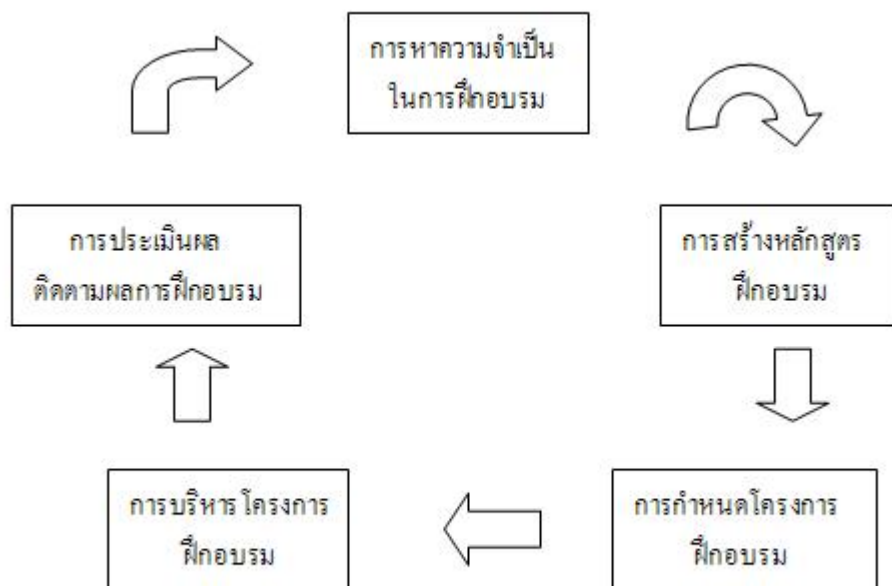 การหาความจำเป็น
ในการฝึกอบรม
การสร้างหลักสูตร
ฝึกอบรม
การกำหนดโครงการ
ฝึกอบรม
การบริหารโครงการ
ฝึกอบรม
การประเมินผล
ติดตามผลการฝึกอบรม